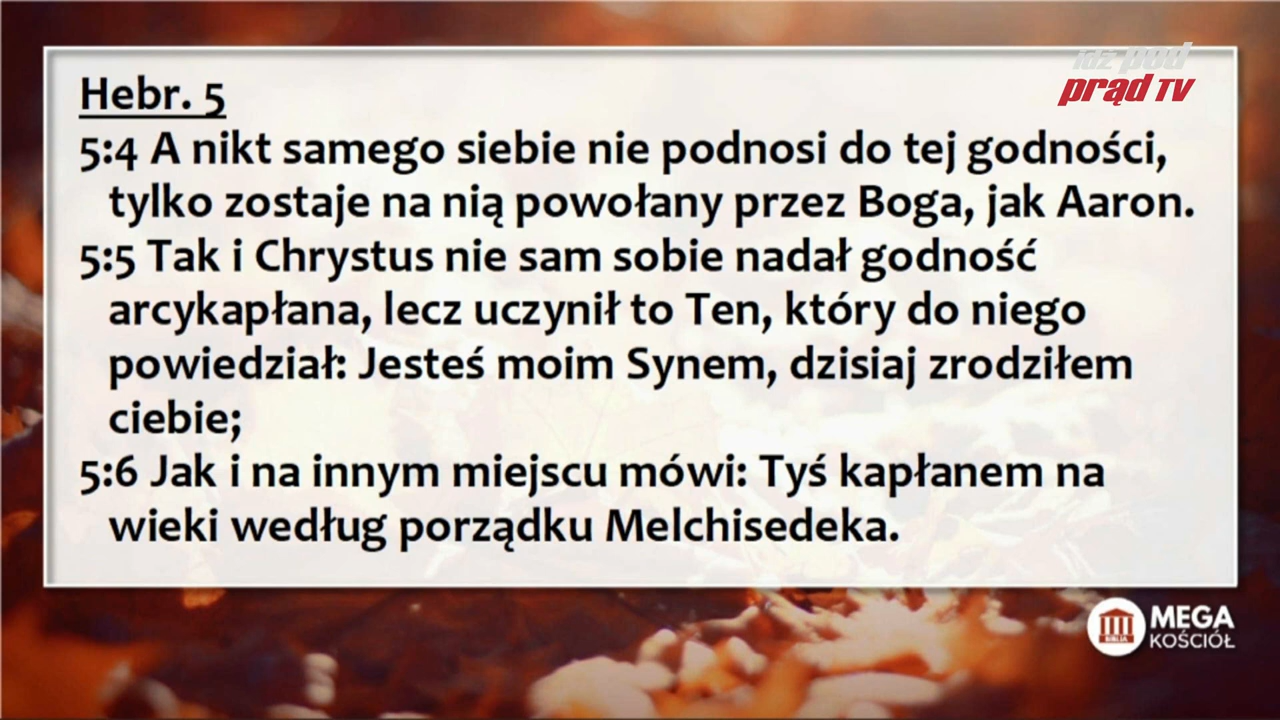 idź pod
prąd TV
Hebr. 5
5:4 A nikt samego siebie nie podnosi do tej godności,
tylko zostaje na nią powołany przez Boga, jak Aaron.
5:5 Tak i Chrystus nie sam sobie nadał godność
arcykapłana, lecz uczynił to Ten, który do niego
powiedział: Jesteś moim Synem, dzisiaj zrodziłem
ciebie;
5:6 Jak i na innym miejscu mówi: Tyś kapłanem na
wieki według porządku Melchisedeka.
MEGA
KOŚCIÓŁ
BIBLIA